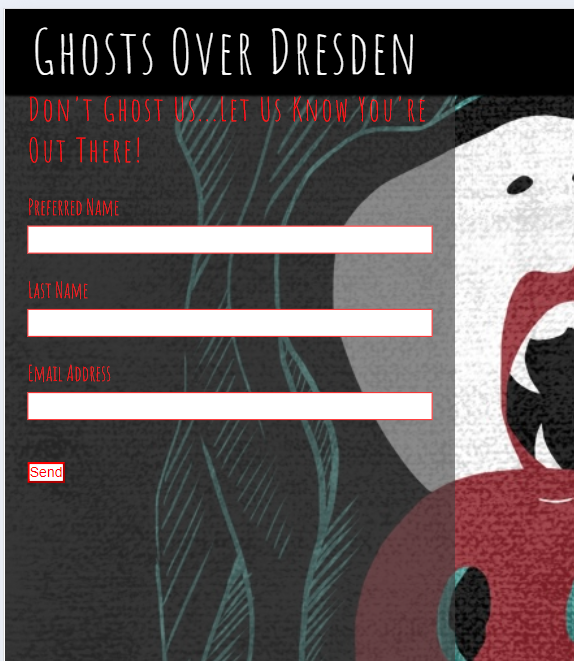 Ghosts Over Dresden
Don't Ghost Us...Let Us Know You're
Out There!
Preferred Name
Last Name
Email Address
Send